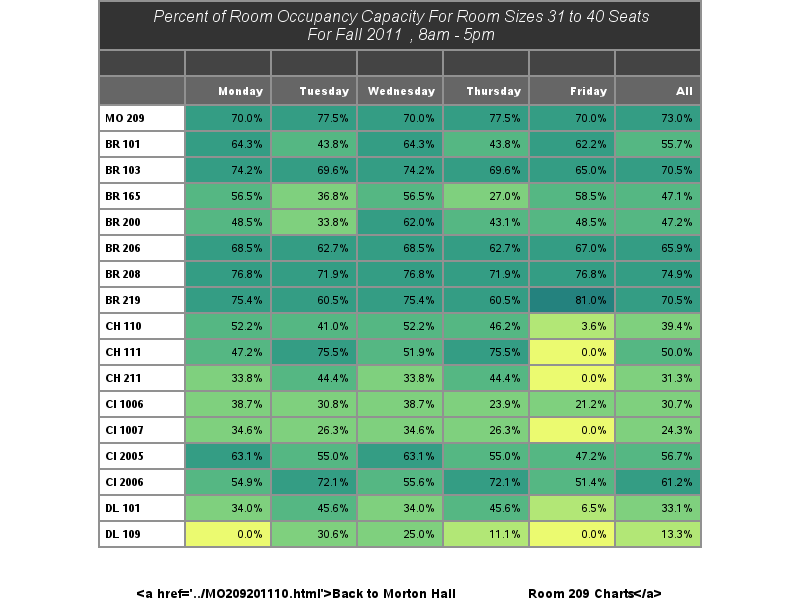 Percent of Room Occupancy Capacity For Room Sizes 31 to 40 Seats
For Fall 2011 , 8am - 5pm
Monday Tuesday Wednesday Thursday Friday All
MO 209 70.0% 77.5% 70.0% 77.5% 70.0% 73.0%
BR 101 64.3% 43.8% 64.3% 43.8% 62.2% 55.7%
BR 103 74.2% 69.6% 74.2% 69.6% 65.0% 70.5%
BR 165 56.5% 36.8% 56.5% 27.0% 58.5% 47.1%
BR 200 48.5% 33.8% 62.0% 43.1% 48.5% 47.2%
BR 206 68.5% 62.7% 68.5% 62.7% 67.0% 65.9%
BR 208 76.8% 71.9% 76.8% 71.9% 76.8% 74.9%
BR 219 75.4% 60.5% 75.4% 60.5% 81.0% 70.5%
CH 110 52.2% 41.0% 52.2% 46.2% 3.6% 39.4%
CH 111 47.2% 75.5% 51.9% 75.5% 0.0% 50.0%
CH 211 33.8% 44.4% 33.8% 44.4% 0.0% 31.3%
CI 1006 38.7% 30.8% 38.7% 23.9% 21.2% 30.7%
CI 1007 34.6% 26.3% 34.6% 26.3% 0.0% 24.3%
CI 2005 63.1% 55.0% 63.1% 55.0% 47.2% 56.7%
CI 2006 54.9% 72.1% 55.6% 72.1% 51.4% 61.2%
DL 101 34.0% 45.6% 34.0% 45.6% 6.5% 33.1%
DL 109 0.0% 30.6% 25.0% 11.1% 0.0% 13.3%
<a href='../MO209201110.html'>Back to Morton Hall Room 209 Charts</a>